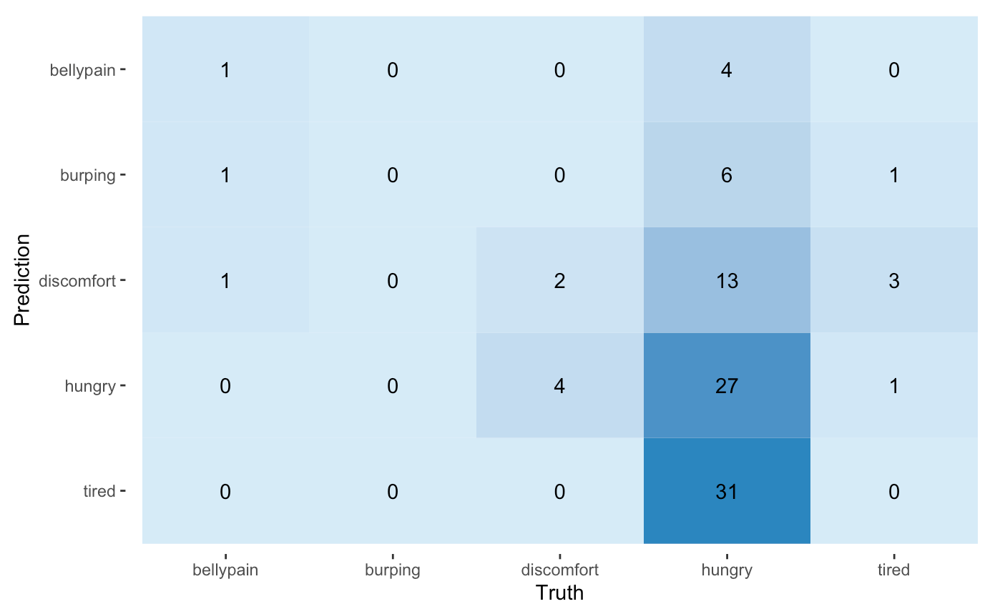 bellypain 1 0 0 4 0
burping 1 0 0 6 1
discomfort 1 0 2 13 3
hungry 0 0 4 27 1
tired 0 0 0 31 0
Prediction
bellypain burping discomfort hungry tired
Truth